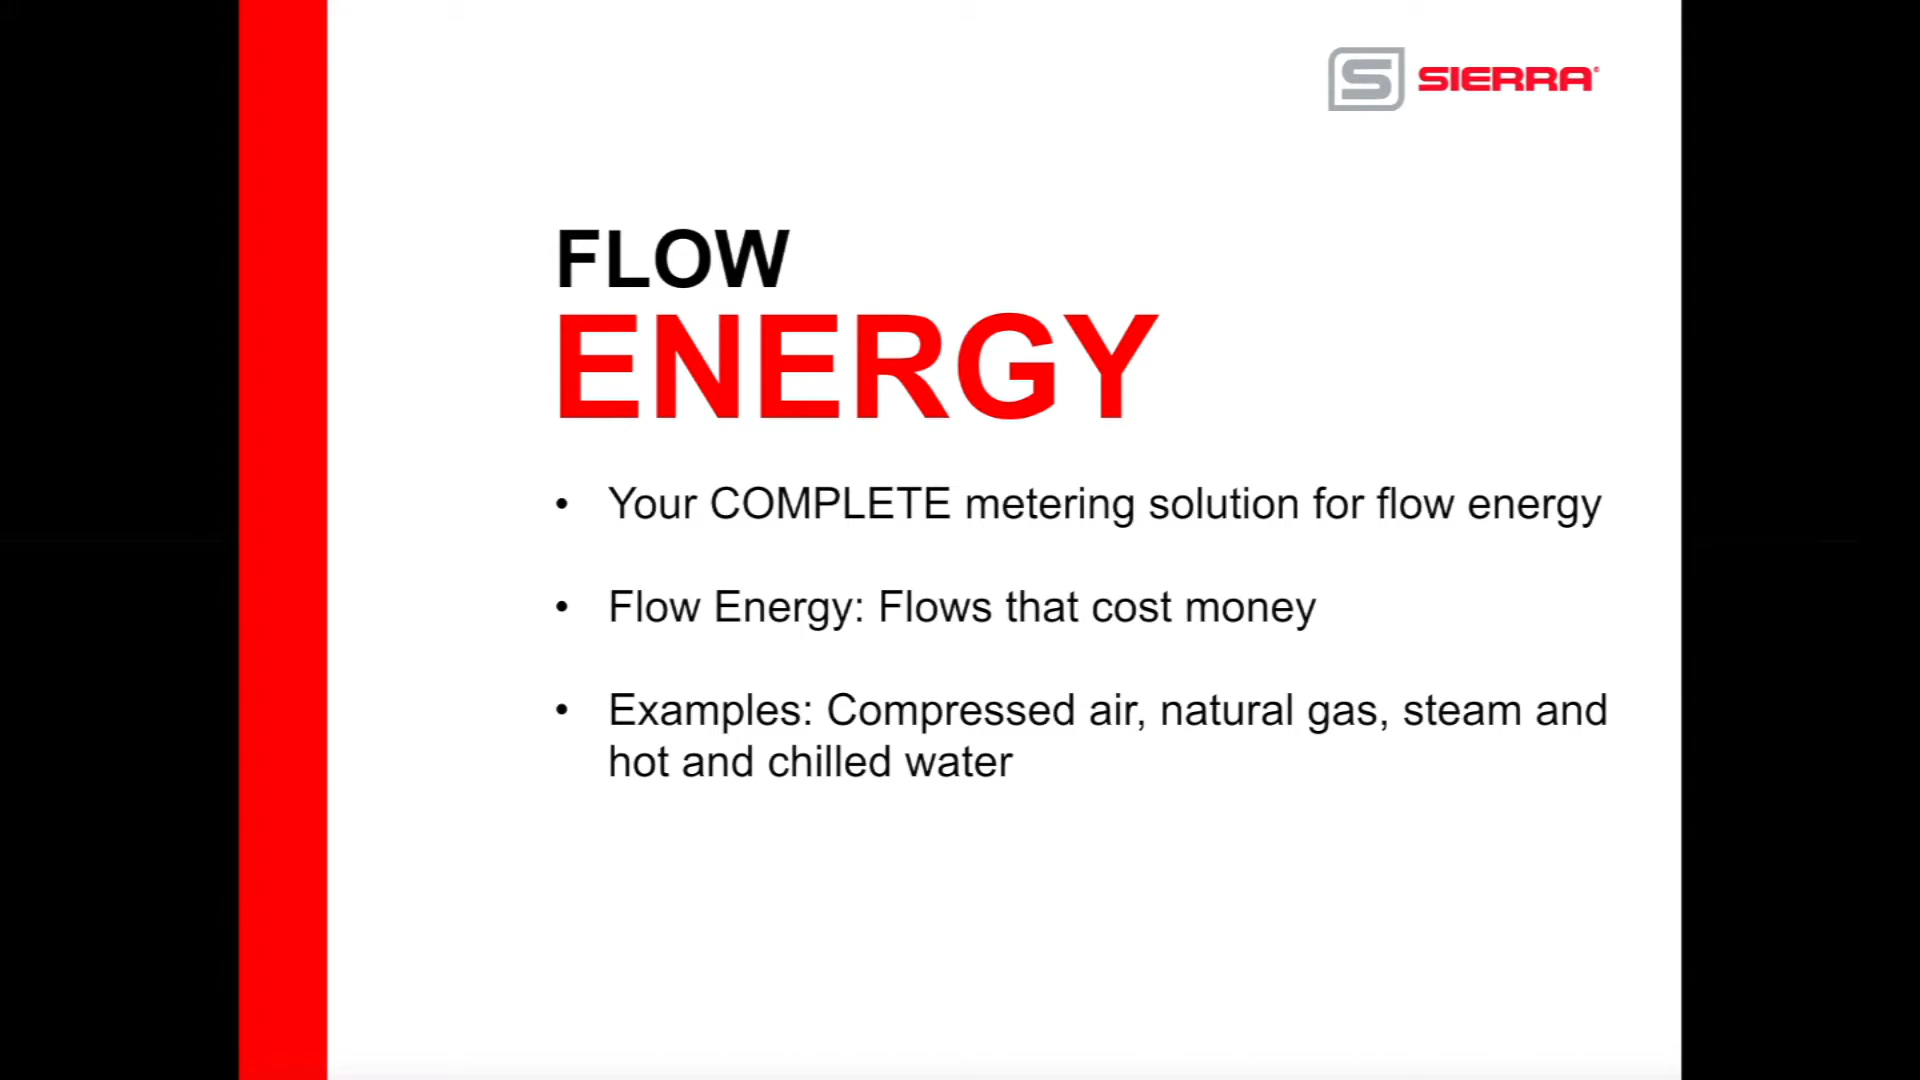 S SIERRA®
FLOW
ENERGY
• Your COMPLETE metering solution for flow energy
• Flow Energy: Flows that cost money
• Examples: Compressed air, natural gas, steam and
hot and chilled water